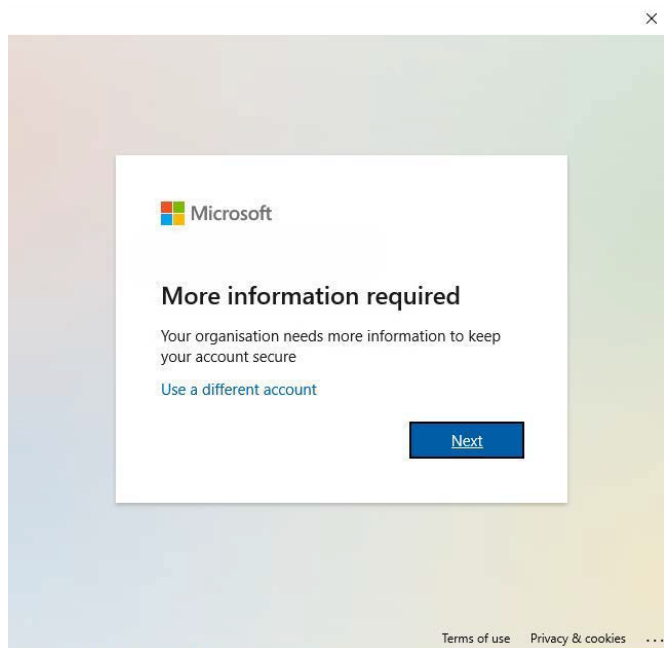 Microsoft
More information required
Your organisation needs more information to keep
your account secure
Use a different account
Next
Terms of use Privacy & cookies ...